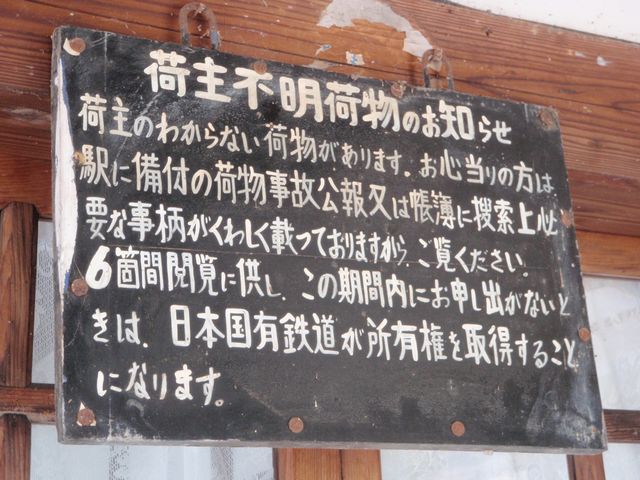 荷主不明荷物のお知らせ
荷主のわからない荷物があります。お心当りの方は
駅に備付の荷物事故公報又は帳簿に捜索上必
要な事柄がくわしく載っておりますから、ご覧ください。
6箇間閲覧に供し、この期間内にお申し出がないと
きは、日本国有鉄道が所有権を取得すること
になります。